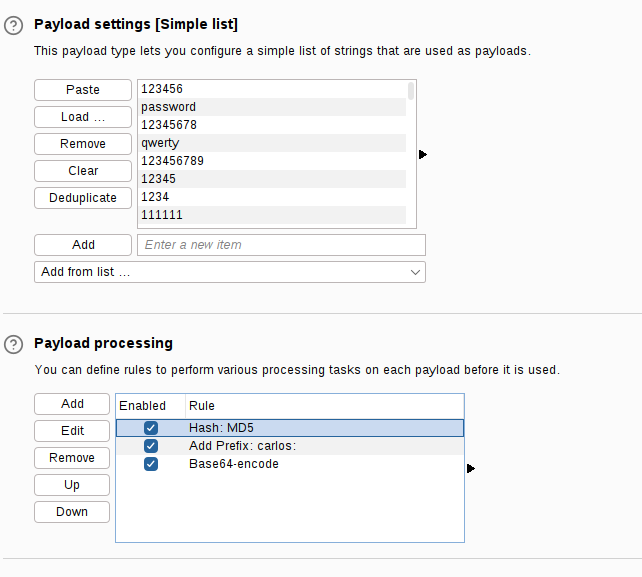 Payload settings [Simple list]
This payload type lets you configure a simple list of strings that are used as payloads.
Paste
Load ...
Remove
Clear
Deduplicate
123456
password
12345678
qwerty
123456789
12345
1234
111111
Add
Enter a new item
Add from list ...
Payload processing
You can define rules to perform various processing tasks on each payload before it is used.
Add
Edit
Remove
Up
Down
Enabled Rule
Hash: MD5
Add Prefix: carlos:
Base64-encode